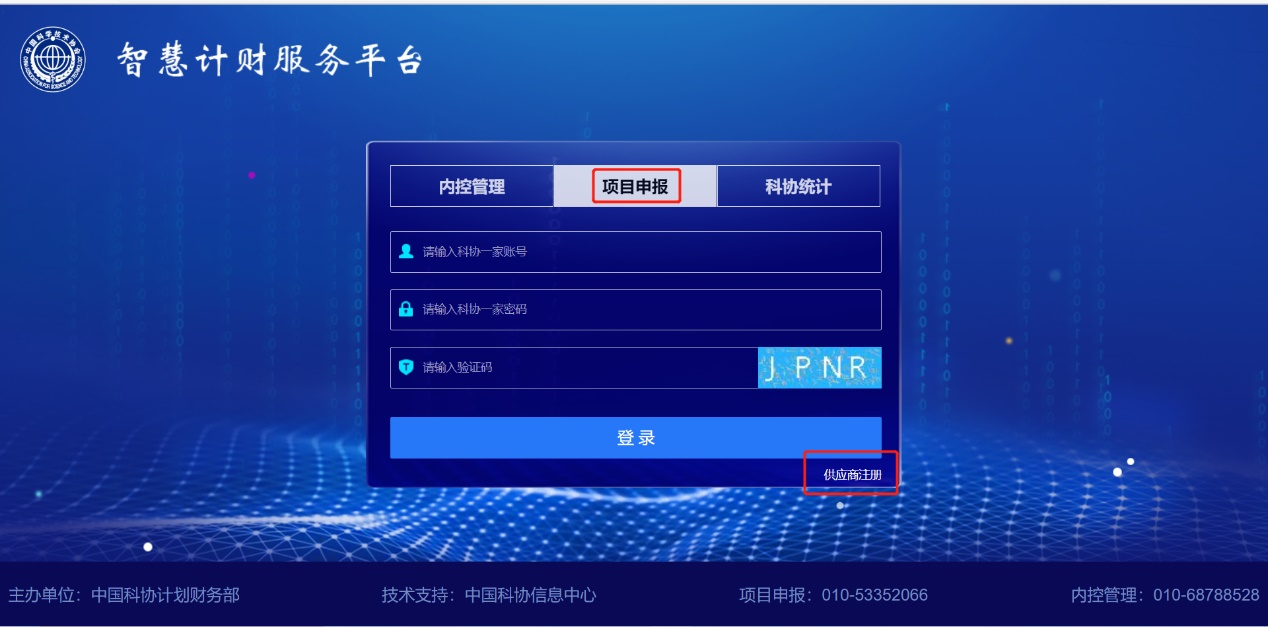 智慧计财服务平台
内控管理 项目申报 科协统计
请输入科协一家账号
请输入科协一家密码
请输入验证码 JPNR
登录
供应商注册
主办单位：中国科协计划财务部 技术支持：中国科协信息中心 项目申报：010-53352066 内控管理：010-68788528